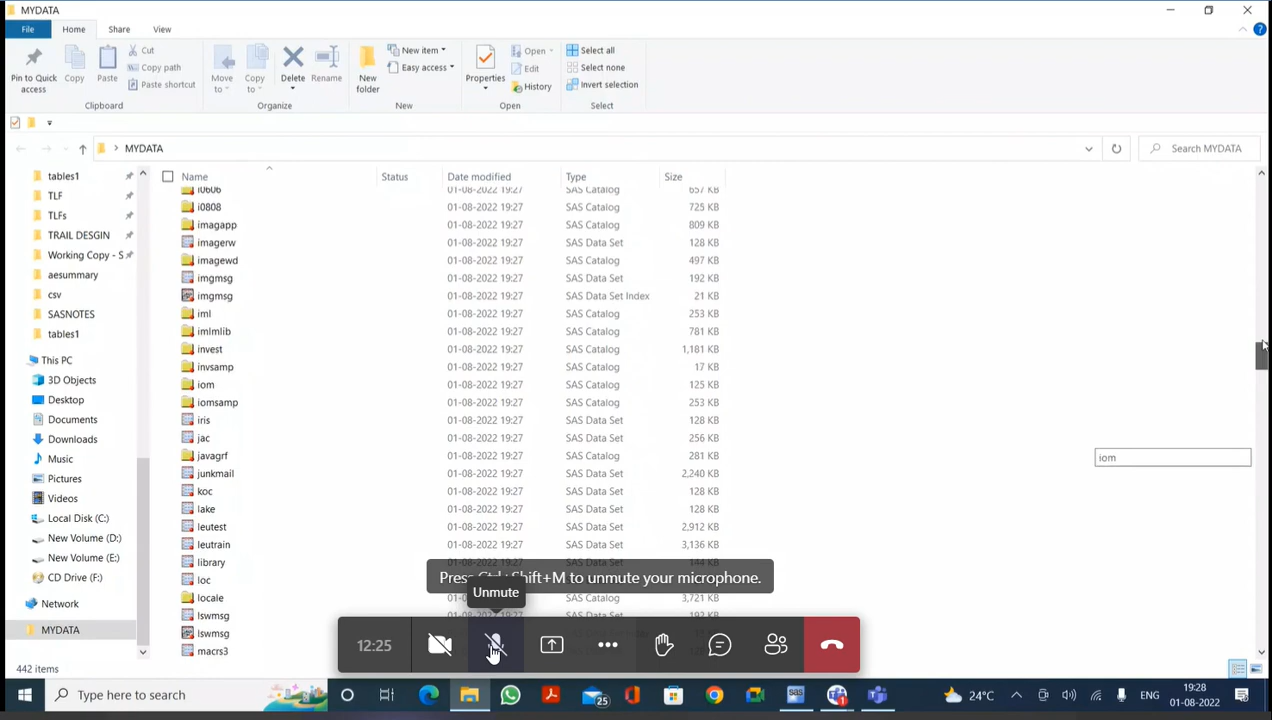 MYDATA
File Home Share View
Pin to Quick access
Copy
Paste
Cut
Copy path
Paste shortcut
Clipboard
Move to
Copy to
Delete
Rename
Organize
New folder
New item
Easy access
New
Properties
Open
Edit
History
Open
Select all
Select none
Invert selection
Select
MYDATA
Search MYDATA
tables1
TLF
TLFs
TRAIL DESGIN
Working Copy - S
aesummary
csv
SASNOTES
tables1
This PC
3D Objects
Desktop
Documents
Downloads
Music
Pictures
Videos
Local Disk (C:)
New Volume (D:)
New Volume (E:)
CD Drive (F:)
Network
MYDATA
Name Status Date modified Type Size
i0606 01-08-2022 19:27 SAS Catalog 657 KB
i0808 01-08-2022 19:27 SAS Catalog 725 KB
imagapp 01-08-2022 19:27 SAS Catalog 809 KB
imagerw 01-08-2022 19:27 SAS Data Set 128 KB
imagewd 01-08-2022 19:27 SAS Catalog 497 KB
imgmsg 01-08-2022 19:27 SAS Data Set 192 KB
imgmsg 01-08-2022 19:27 SAS Data Set Index 21 KB
iml 01-08-2022 19:27 SAS Catalog 253 KB
imlmlib 01-08-2022 19:27 SAS Catalog 781 KB
invest 01-08-2022 19:27 SAS Catalog 1,181 KB
invsamp 01-08-2022 19:27 SAS Catalog 17 KB
iom 01-08-2022 19:27 SAS Catalog 125 KB
iomsamp 01-08-2022 19:27 SAS Catalog 253 KB
iris 01-08-2022 19:27 SAS Data Set 128 KB
jac 01-08-2022 19:27 SAS Data Set 256 KB
javagrf 01-08-2022 19:27 SAS Catalog 281 KB
junkmail 01-08-2022 19:27 SAS Data Set 2,240 KB
koc 01-08-2022 19:27 SAS Data Set 128 KB
lake 01-08-2022 19:27 SAS Data Set 128 KB
leutest 01-08-2022 19:27 SAS Data Set 2,912 KB
leutrain 01-08-2022 19:27 SAS Data Set 3,136 KB
library 01-08-2022 19:27 SAS Data Set 144 KB
loc
locale 01-08-2022 19:27 SAS Catalog 3,721 KB
lswmsg 01-08-2022 19:27 SAS Data Set 192 KB
lswmsg
macrs3
iom
Press Ctrl+Shift+M to unmute your microphone.
Unmute
12:25
442 items
Type here to search
25
sas
1
24°C
ENG
19:28
01-08-2022